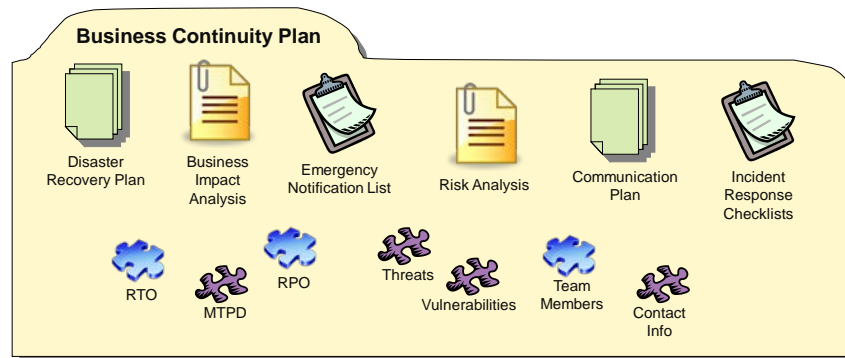 Business Continuity Plan
Disaster
Recovery Plan
Business
Impact
Analysis
Emergency
Notification List
Risk Analysis
Communication
Plan
Incident
Response
Checklists
RTO
MTPD
RPO
Threats
Vulnerabilities
Team
Members
Contact
Info